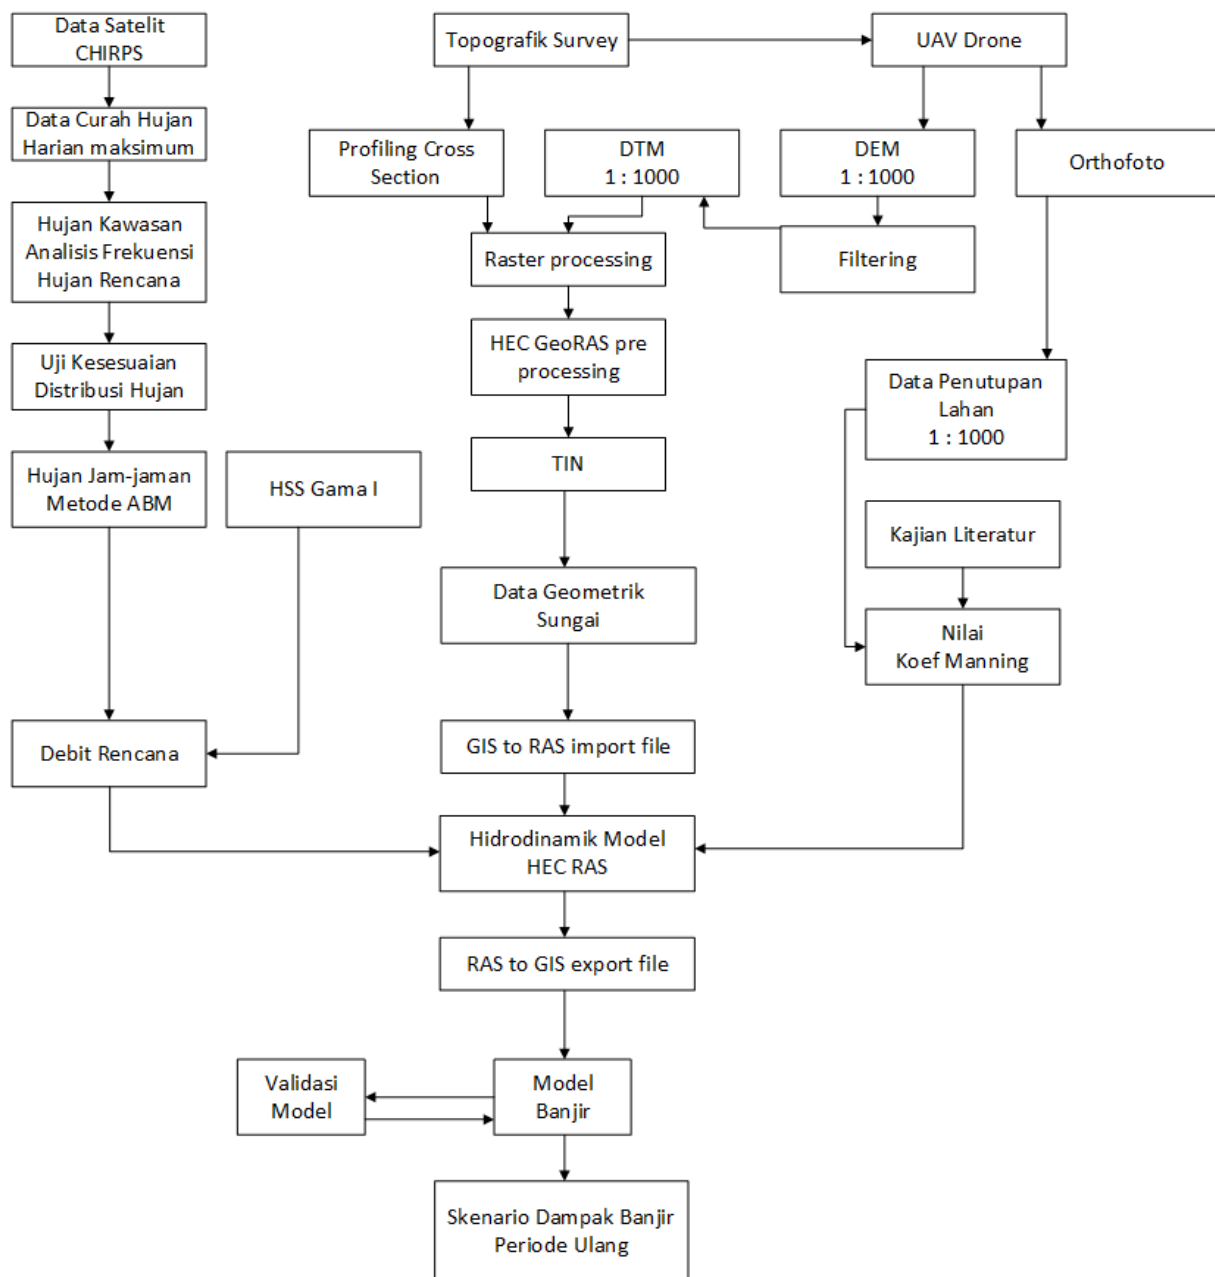 Data Satelit
CHIRPS
Topografik Survey
UAV Drone
Data Curah Hujan
Harian maksimum
Profiling Cross
Section
DTM
1 : 1000
DEM
1 : 1000
Orthofoto
Hujan Kawasan
Analisis Frekuensi
Hujan Rencana
Raster processing
Filtering
HEC GeoRAS pre
processing
Uji Kesesuaian
Distribusi Hujan
Data Penutupan
Lahan
1 : 1000
Hujan Jam-jaman
Metode ABM
HSS Gama I
TIN
Kajian Literatur
Data Geometrik
Sungai
Nilai
Koef Manning
Debit Rencana
GIS to RAS import file
Hidrodinamik Model
HEC RAS
RAS to GIS export file
Validasi
Model
Model
Banjir
Skenario Dampak Banjir
Periode Ulang